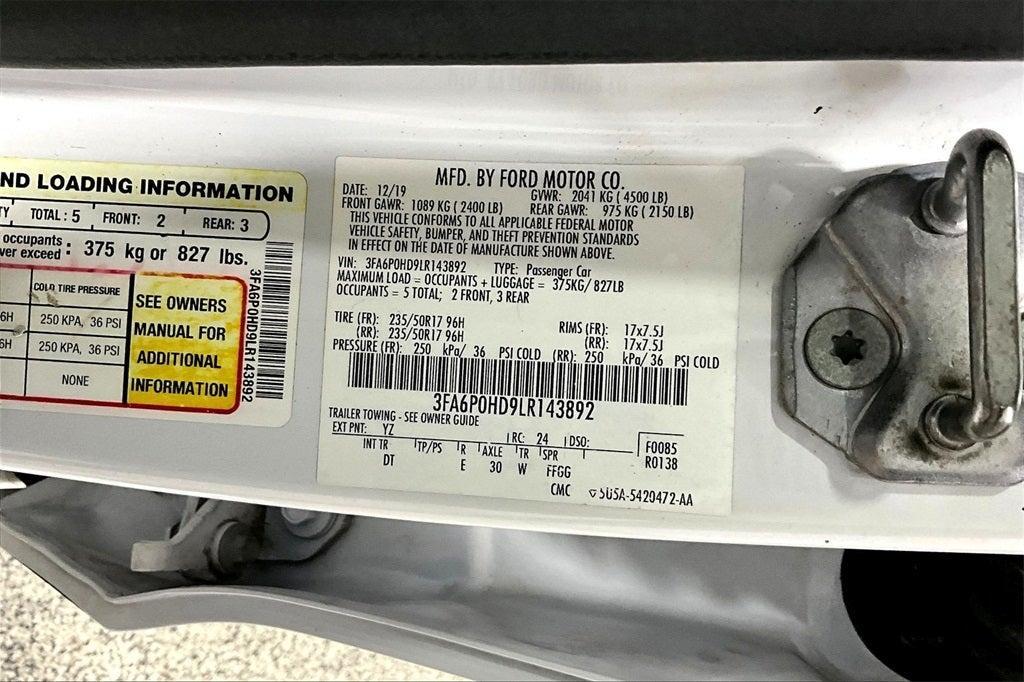 ND LOADING INFORMATION
TOTAL: 5 FRONT: 2 REAR: 3
occupants
ver exceed : 375 kg or 827 lbs.
COLD TIRE PRESSURE
250 KPA, 36 PSI
250 KPA, 36 PSI
NONE
SEE OWNERS
MANUAL FOR
ADDITIONAL
INFORMATION
3FA6P0HD9LR143892
MFD. BY FORD MOTOR CO.
DATE: 12/19 GVWR: 2041 KG ( 4500 LB)
FRONT GAWR: 1089 KG ( 2400 LB) REAR GAWR: 975 KG ( 2150 LB)
THIS VEHICLE CONFORMS TO ALL APPLICABLE FEDERAL MOTOR
VEHICLE SAFETY, BUMPER, AND THEFT PREVENTION STANDARDS
IN EFFECT ON THE DATE OF MANUFACTURE SHOWN ABOVE.
VIN: 3FA6P0HD9LR143892 TYPE: Passenger Car
MAXIMUM LOAD = OCCUPANTS + LUGGAGE = 375KG/ 827LB
OCCUPANTS = 5 TOTAL; 2 FRONT, 3 REAR
TIRE (FR): 235/50R17 96H RIMS (FR): 17x7.5J
(RR): 235/50R17 96H (RR): 17x7.5J
PRESSURE (FR): 250 kPa/ 36 PSI COLD (RR): 250 kPa/ 36 PSI COLD
3FA6P0HD9LR143892
TRAILER TOWING - SEE OWNER GUIDE
EXT PNT: YZ RC: 24 DSO: F0085
INT TR TP/PS R AXLE TR SPR R0138
DT E 30 W FFGG
CMC 5U5A-5420472-AA